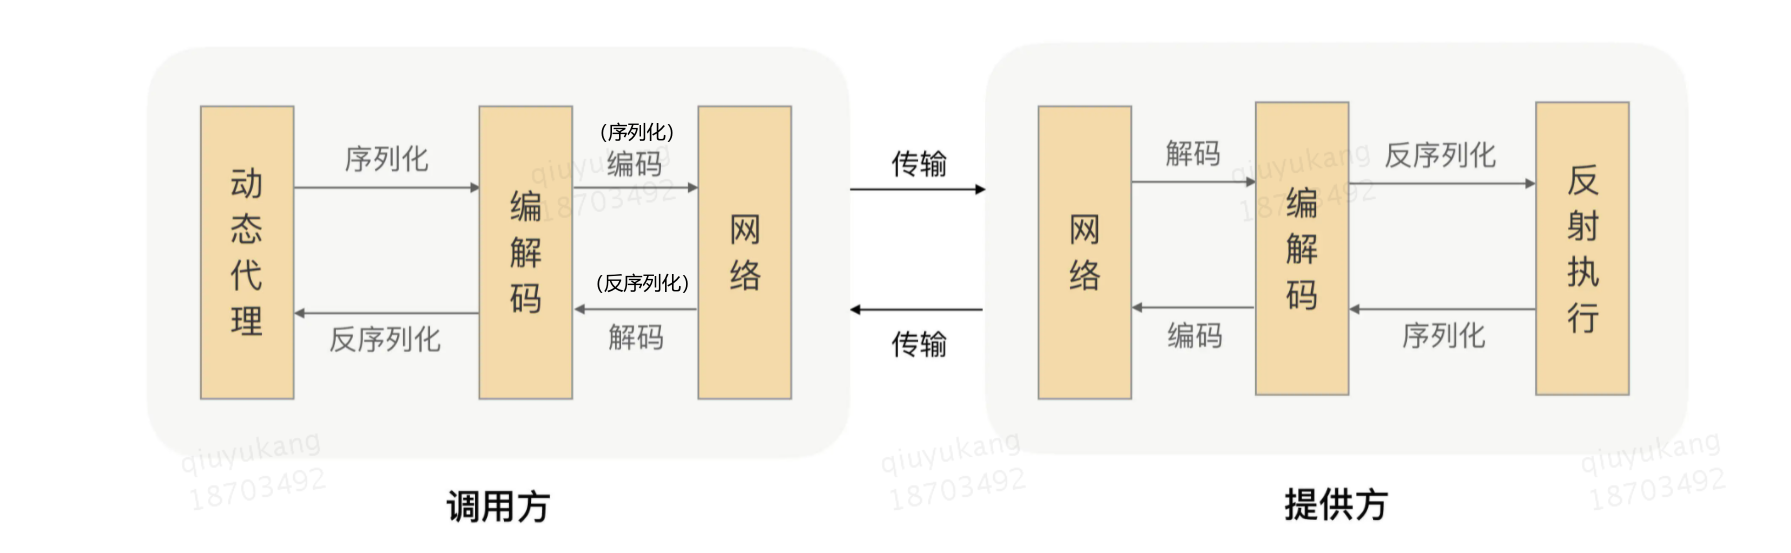 动态代理
序列化
反序列化
编解码
(序列化)
编码
(反序列化)
解码
网络
传输
传输
网络
解码
编码
编解码
反序列化
序列化
反射执行
调用方
提供方
qiuyukang
18703492
qiuyukang
18703492
qiuyukang
18703492
qiuyukang
18703492
qiuyukang
18703492